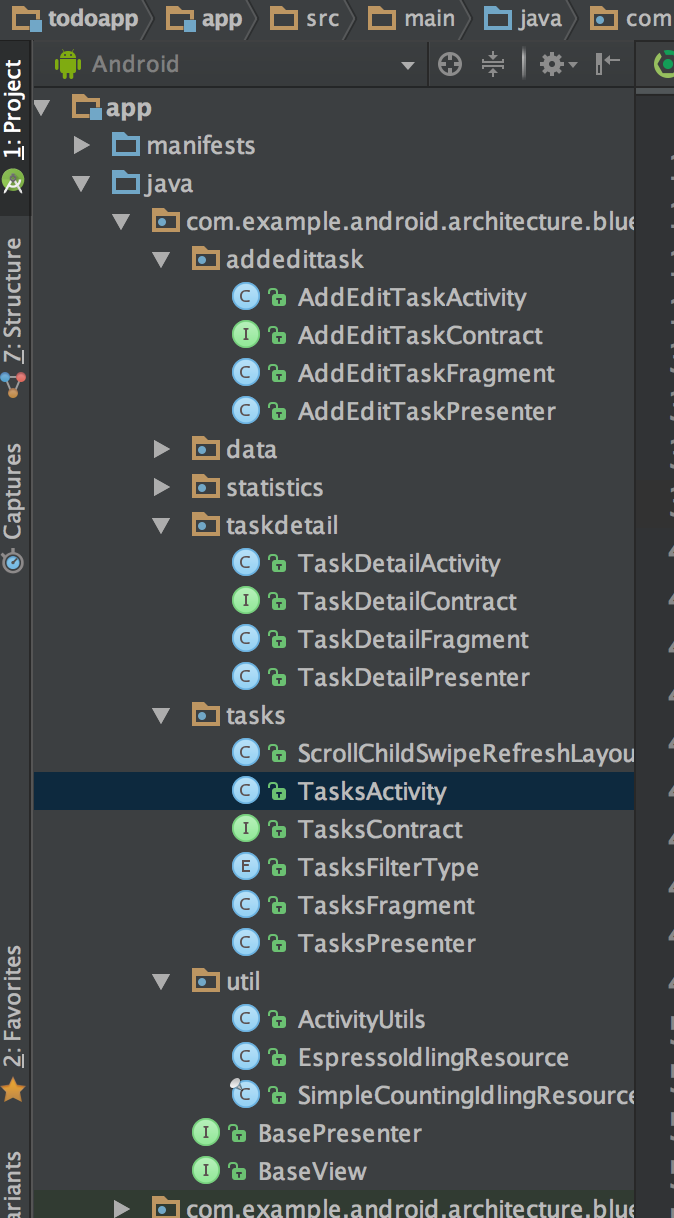 todoapp app src main java com
Android
1: Project
app
manifests
java
com.example.android.architecture.blue
addedittask
C AddEditTaskActivity
I AddEditTaskContract
C AddEditTaskFragment
C AddEditTaskPresenter
data
statistics
taskdetail
C TaskDetailActivity
I TaskDetailContract
C TaskDetailFragment
C TaskDetailPresenter
tasks
C ScrollChildSwipeRefreshLayou
C TasksActivity
I TasksContract
E TasksFilterType
C TasksFragment
C TasksPresenter
util
C ActivityUtils
C EspressoIdlingResource
C SimpleCountingIdlingResource
I BasePresenter
I BaseView
com.example.android.architecture.blue
7: Structure
Captures
2: Favorites
ariants